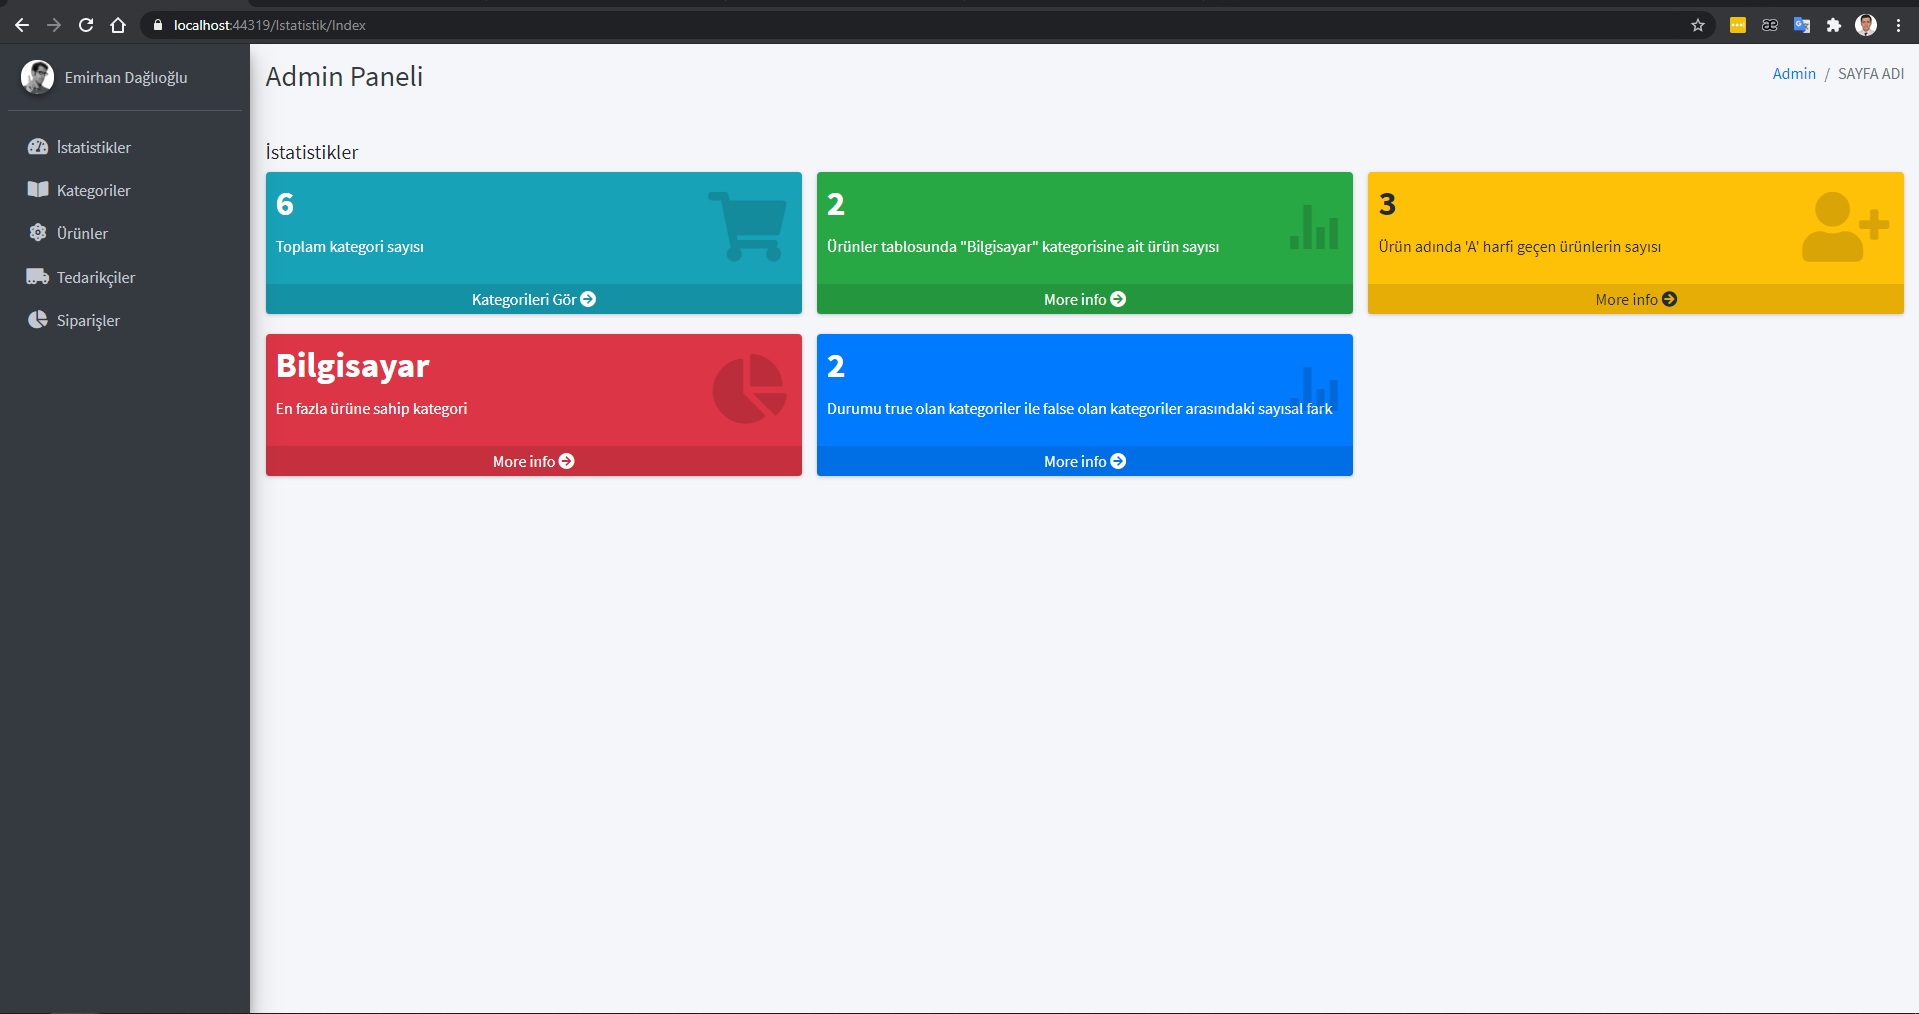 localhost:44319/Istatistik/Index
Emirhan Dağlıoğlu
İstatistikler
Kategoriler
Ürünler
Tedarikçiler
Siparişler
Admin Paneli
Admin / SAYFA ADI
İstatistikler
6
Toplam kategori sayısı
Kategorileri Gör
2
Ürünler tablosunda "Bilgisayar" kategorisine ait ürün sayısı
More info
3
Ürün adında 'A' harfi geçen ürünlerin sayısı
More info
Bilgisayar
En fazla ürüne sahip kategori
More info
2
Durumu true olan kategoriler ile false olan kategoriler arasındaki sayısal fark
More info